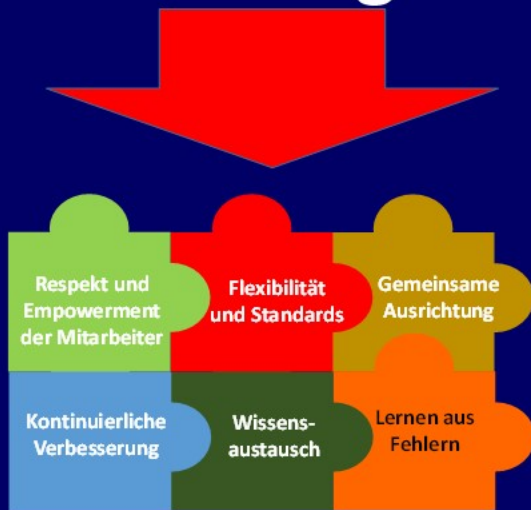 Respekt und
Empowerment
der Mitarbeiter
Flexibilität
und Standards
Gemeinsame
Ausrichtung
Kontinuierliche
Verbesserung
Wissens-
austausch
Lernen aus
Fehlern